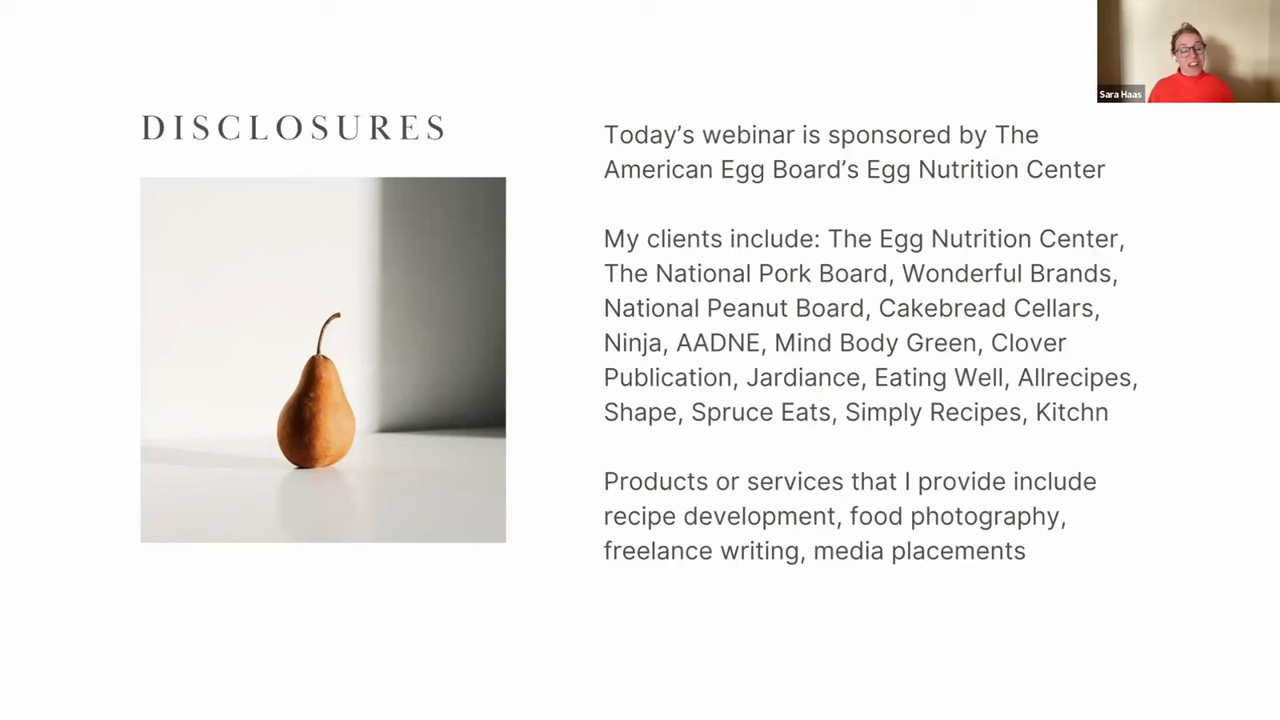 Sara Haas
DISCLOSURES
Today’s webinar is sponsored by The
American Egg Board’s Egg Nutrition Center
My clients include: The Egg Nutrition Center,
The National Pork Board, Wonderful Brands,
National Peanut Board, Cakebread Cellars,
Ninja, AADNE, Mind Body Green, Clover
Publication, Jardiance, Eating Well, Allrecipes,
Shape, Spruce Eats, Simply Recipes, Kitchn
Products or services that I provide include
recipe development, food photography,
freelance writing, media placements